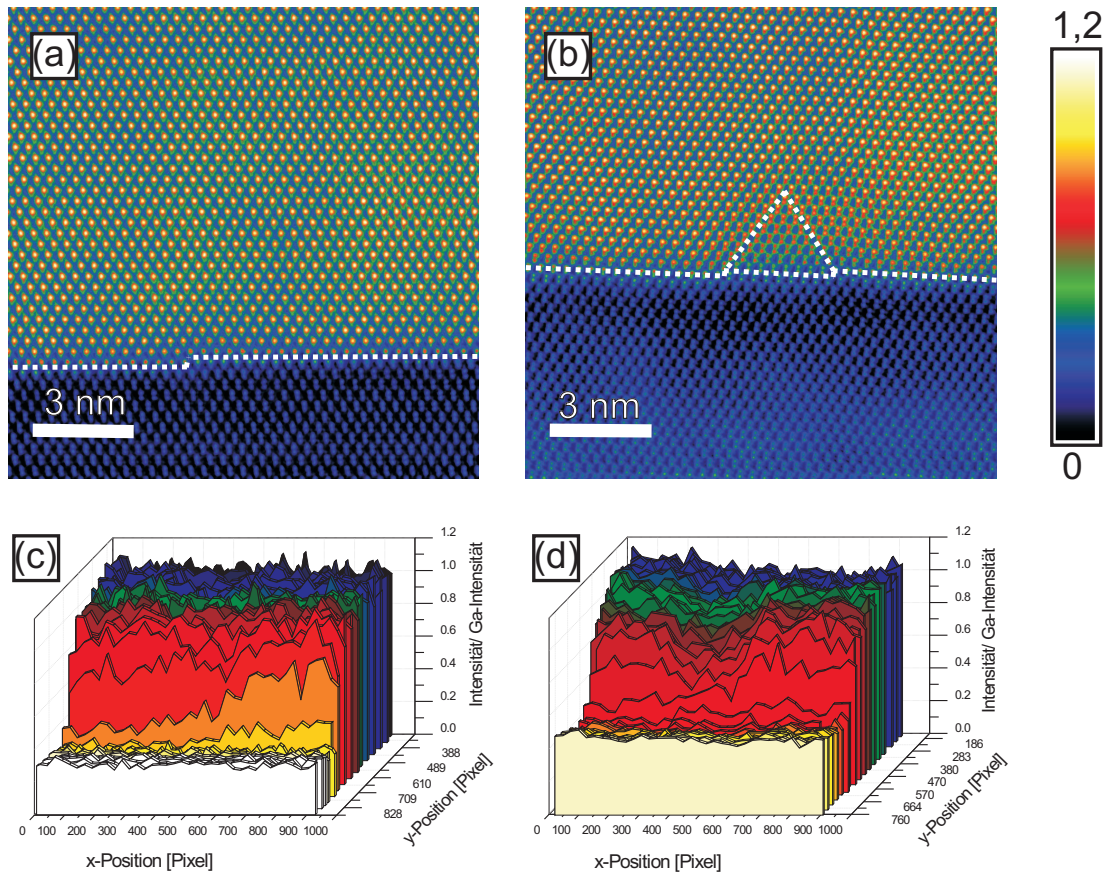 (a)
(b)
1,2
0
3 nm
3 nm
(c)
1.2
1.0
0.8
0.6
0.4
0.2
0.0
Intensität/ Ga-Intensität
388
489
610
709
828
y-Position [Pixel]
0 100 200 300 400 500 600 700 800 900 1000
x-Position [Pixel]
(d)
1.2
1.0
0.8
0.6
0.4
0.2
0.0
Intensität/ Ga-Intensität
186
283
380
470
570
664
760
y-Position [Pixel]
0 100 200 300 400 500 600 700 800 900 1000
x-Position [Pixel]